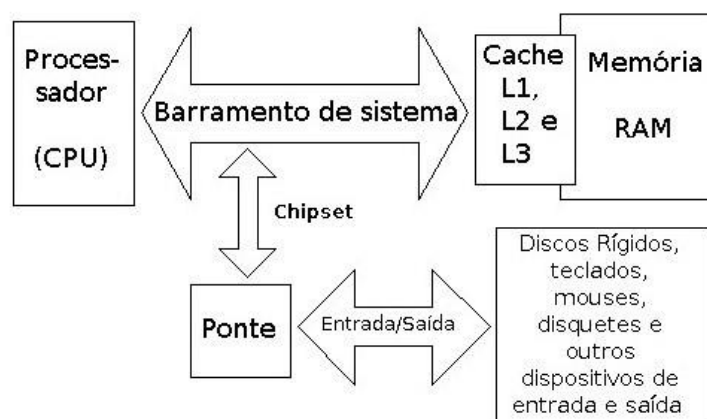 Proces-
sador
(CPU)
Barramento de sistema
Cache
L1,
L2 e
L3
Memória
RAM
Chipset
Ponte
Entrada/Saída
Discos Rígidos,
teclados,
mouses,
disquetes e
outros
dispositivos de
entrada e saída